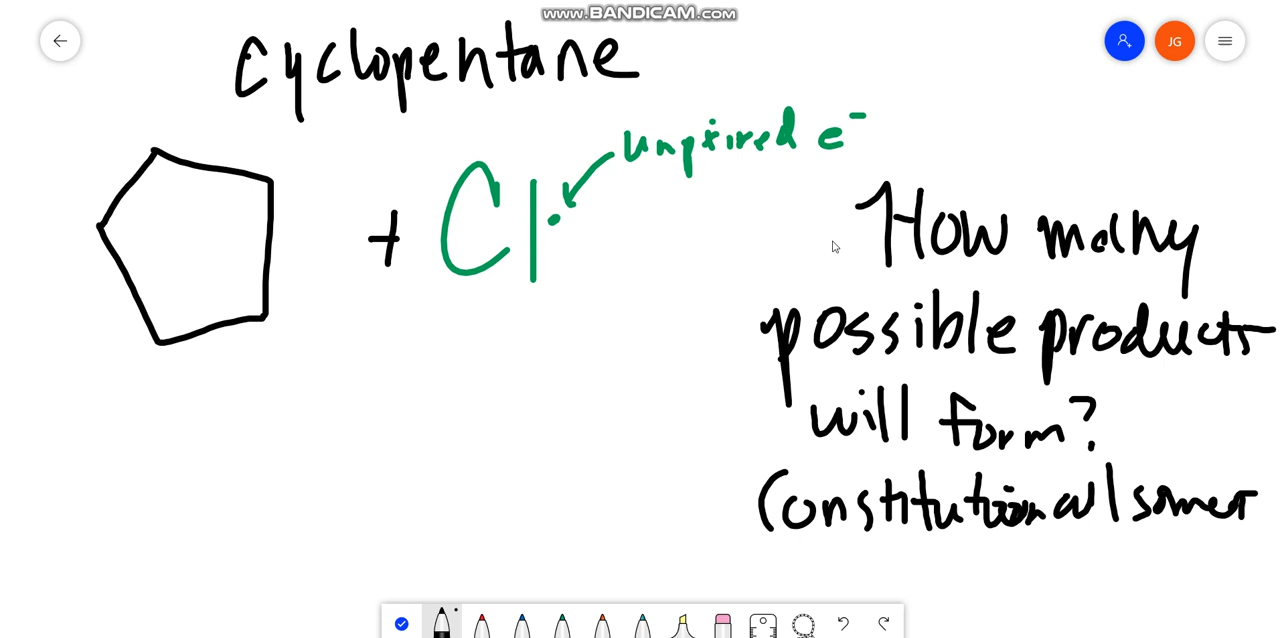 www.BANDICAM.com
cyclopentane
JG
unpaired e⁻
+ Cl·
How many
possible products
will form?
Constitutional Isomer